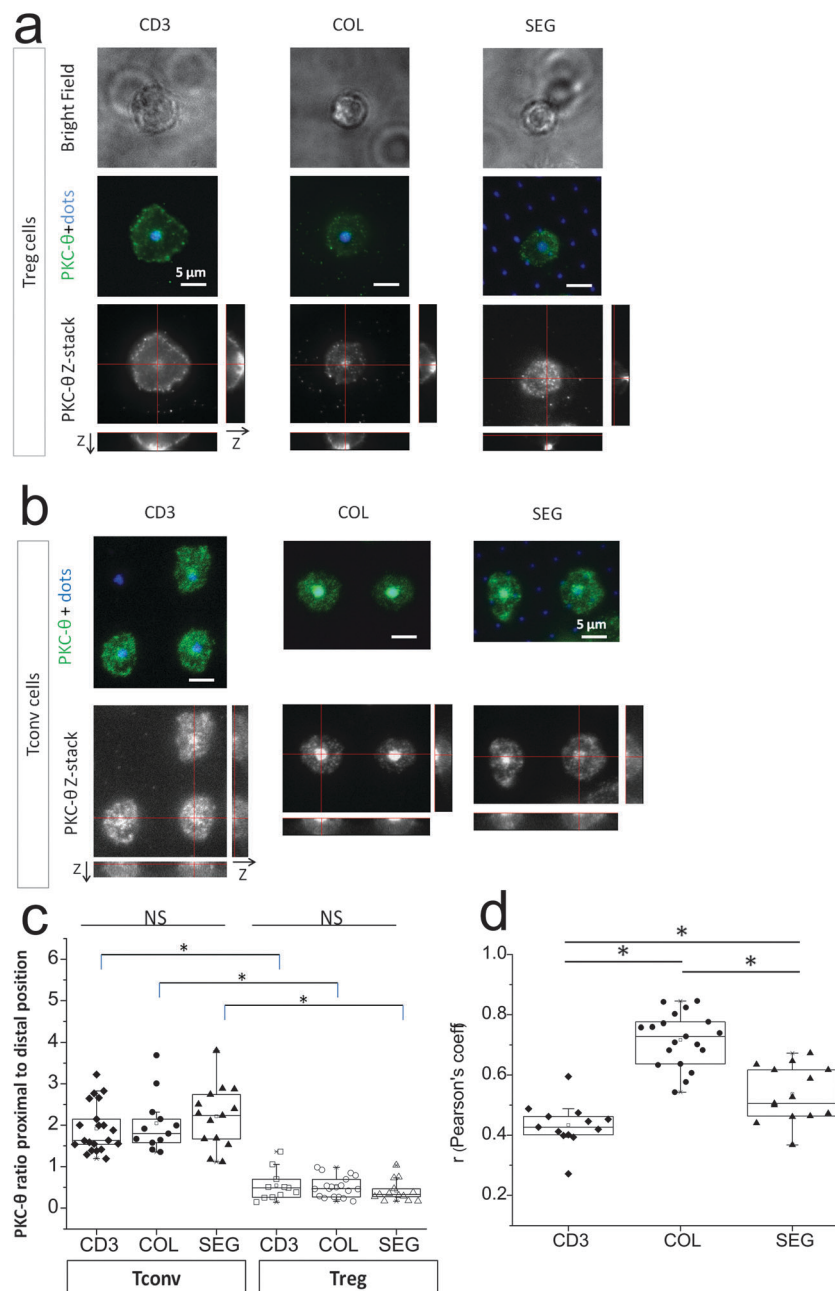 a
CD3 COL SEG
Treg cells
Bright Field
PKC-θ+dots
5 µm
PKC-θ Z-stack
Z
Z
b
CD3 COL SEG
Tconv cells
PKC-θ + dots
5 µm
PKC-θ Z-stack
Z
Z
c
NS NS
PKC-θ ratio proximal to distal position
6
5
4
3
2
1
0
*
*
*
CD3 COL SEG CD3 COL SEG
Tconv Treg
d
r (Pearson's coeff
1.0
0.8
0.6
0.4
0.2
*
*
*
CD3 COL SEG